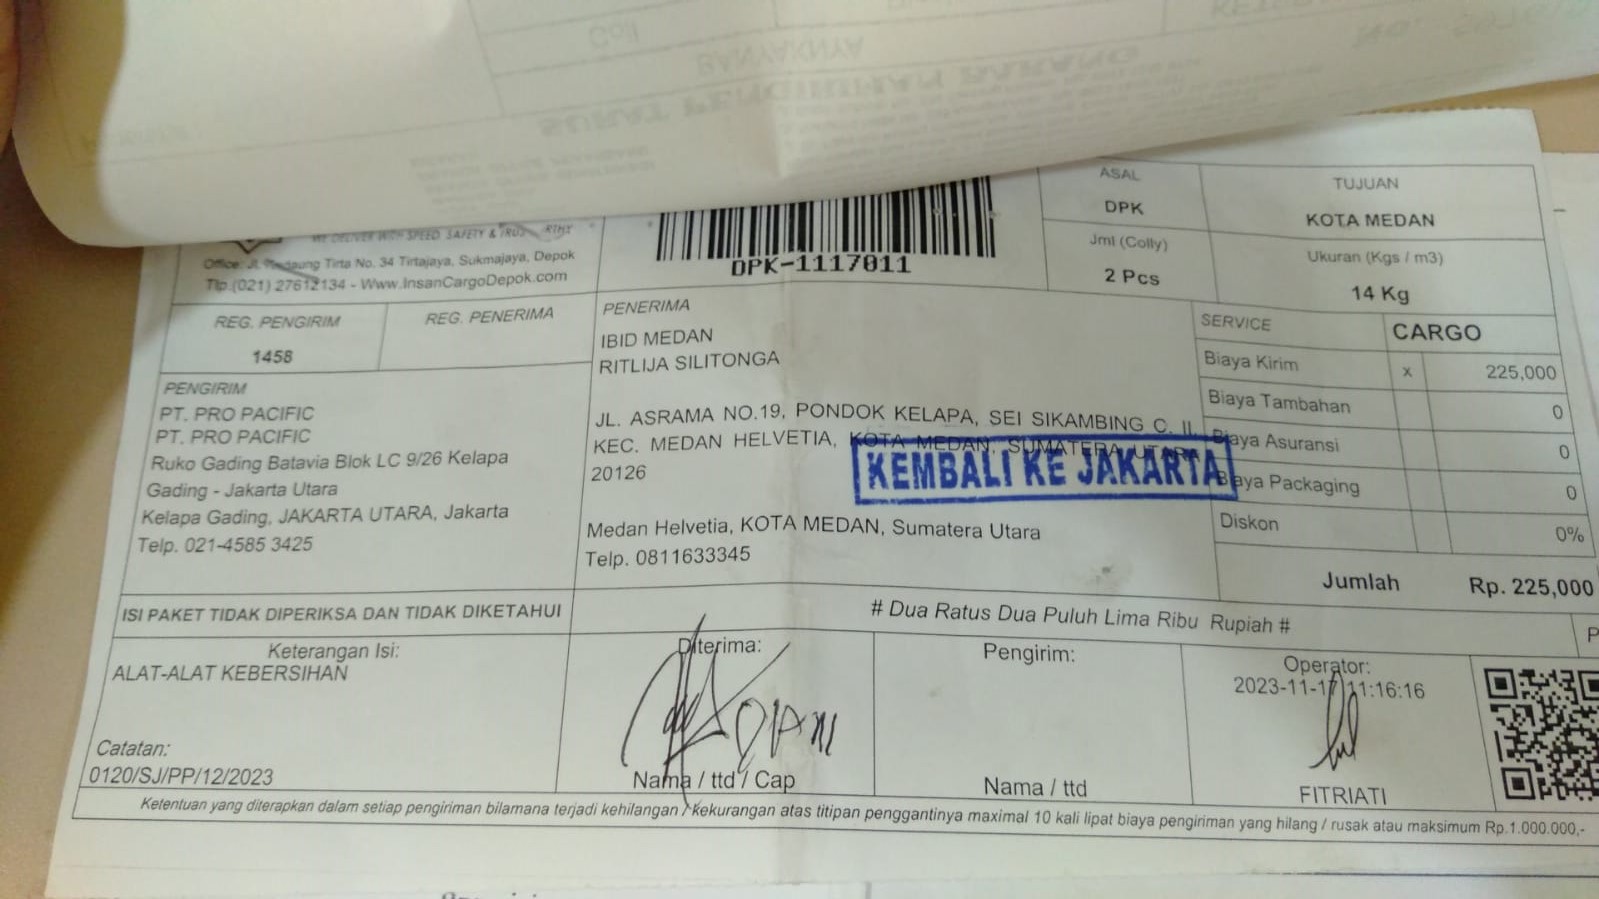 WE DELIVER WITH SPEED, SAFETY &
Office: Jl. Tirta No. 34 Tirtajaya, Sukmajaya, Depok
Tlp.(021) 27612134 - Www.InsanCargoDepok.com
DPK-1117011
ASAL
DPK
TUJUAN
KOTA MEDAN
Jml (Colly)
2 Pcs
Ukuran (Kgs / m3)
14 Kg
REG. PENGIRIM
1458
REG. PENERIMA
PENGIRIM
PT. PRO PACIFIC
PT. PRO PACIFIC
Ruko Gading Batavia Blok LC 9/26 Kelapa
Gading - Jakarta Utara
Kelapa Gading, JAKARTA UTARA, Jakarta
Telp. 021-4585 3425
PENERIMA
IBID MEDAN
RITLIJA SILITONGA
JL. ASRAMA NO.19, PONDOK KELAPA, SEI SIKAMBING C. II,
KEC. MEDAN HELVETIA, KOTA MEDAN, SUMATERA UTARA
20126
KEMBALI KE JAKARTA
Medan Helvetia, KOTA MEDAN, Sumatera Utara
Telp. 0811633345
SERVICE CARGO
Biaya Kirim x 225,000
Biaya Tambahan 0
Biaya Asuransi 0
Biaya Packaging 0
Diskon 0%
Jumlah Rp. 225,000
ISI PAKET TIDAK DIPERIKSA DAN TIDAK DIKETAHUI
# Dua Ratus Dua Puluh Lima Ribu Rupiah #
P
Keterangan Isi:
ALAT-ALAT KEBERSIHAN
Catatan:
0120/SJ/PP/12/2023
Diterima:
Nama / ttd / Cap
Pengirim:
Nama / ttd
Operator:
2023-11-17 11:16:16
FITRIATI
Ketentuan yang diterapkan dalam setiap pengiriman bilamana terjadi kehilangan / kekurangan atas titipan penggantinya maximal 10 kali lipat biaya pengiriman yang hilang / rusak atau maksimum Rp.1.000.000,-